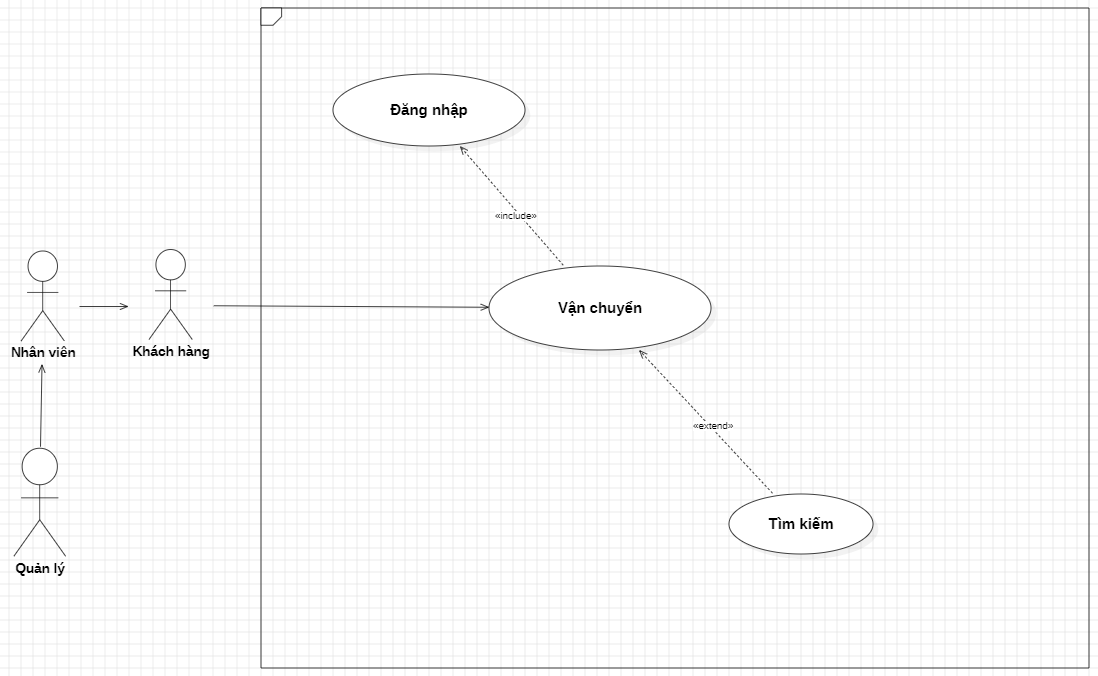 Đăng nhập
«include»
Vận chuyển
Nhân viên
Khách hàng
«extend»
Tìm kiếm
Quản lý